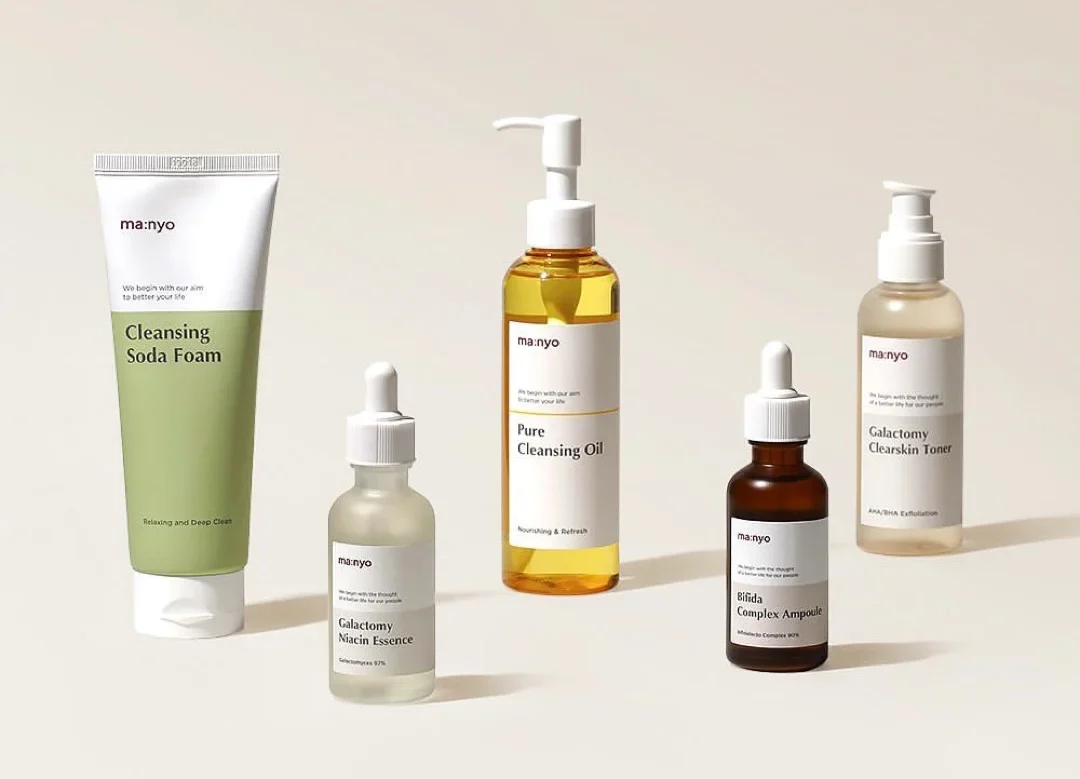 ma:nyo
We begin with our aim
to better your life
Cleansing
Soda Foam
Relaxing and Deep Clean
ma:nyo
We begin with the thought
of a better life for our people
Galactomy
Niacin Essence
Galactomyces 97%
ma:nyo
We begin with our aim
to better your life
Pure
Cleansing Oil
Nourishing & Refresh
ma:nyo
We begin with the thought
of a better life for our people
Bifida
Complex Ampoule
Bifidalacto Complex 90%
ma:nyo
We begin with the thought
of a better life for our people
Galactomy
Clearskin Toner
AHA/BHA Exffoliation